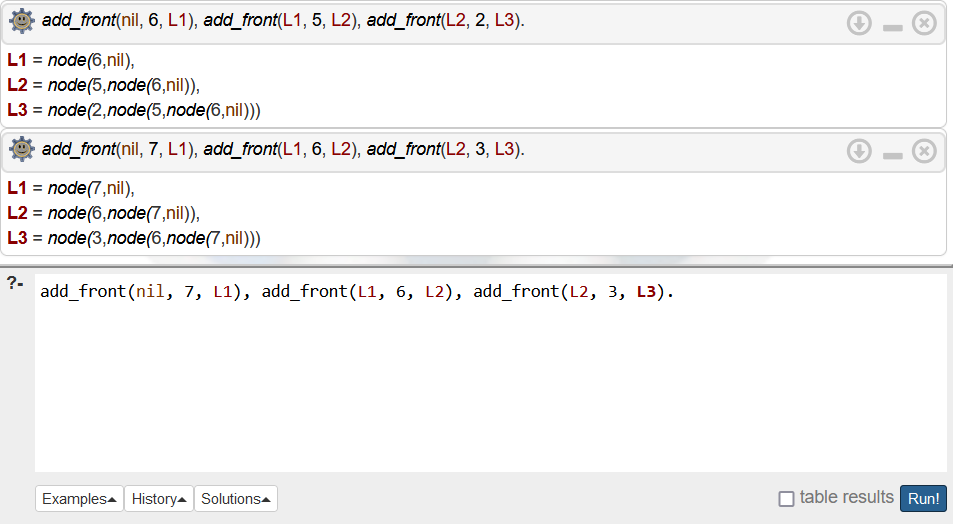 add_front(nil, 6, L1), add_front(L1, 5, L2), add_front(L2, 2, L3).
L1 = node(6,nil),
L2 = node(5,node(6,nil)),
L3 = node(2,node(5,node(6,nil)))
add_front(nil, 7, L1), add_front(L1, 6, L2), add_front(L2, 3, L3).
L1 = node(7,nil),
L2 = node(6,node(7,nil)),
L3 = node(3,node(6,node(7,nil)))
?- add_front(nil, 7, L1), add_front(L1, 6, L2), add_front(L2, 3, L3).
Examples History Solutions table results Run!